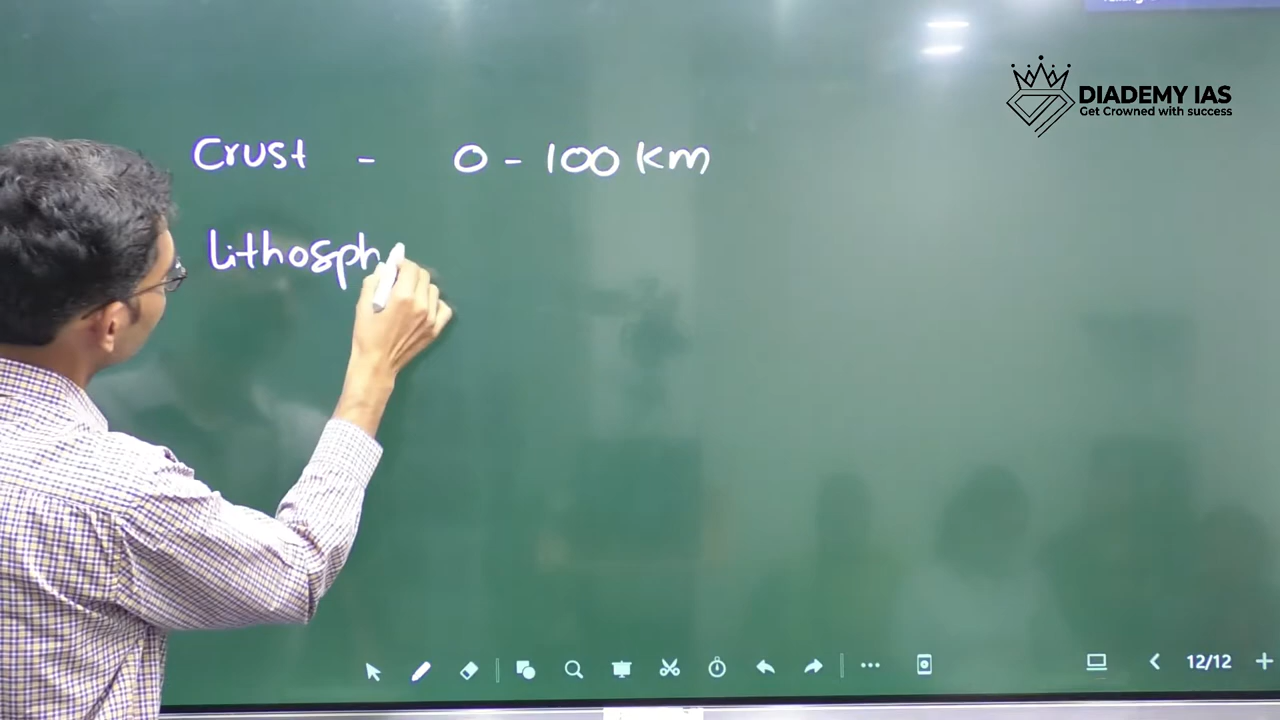 DIADEMY IAS
Get Crowned with success
Crust - 0 - 100 km
Lithosph
12/12